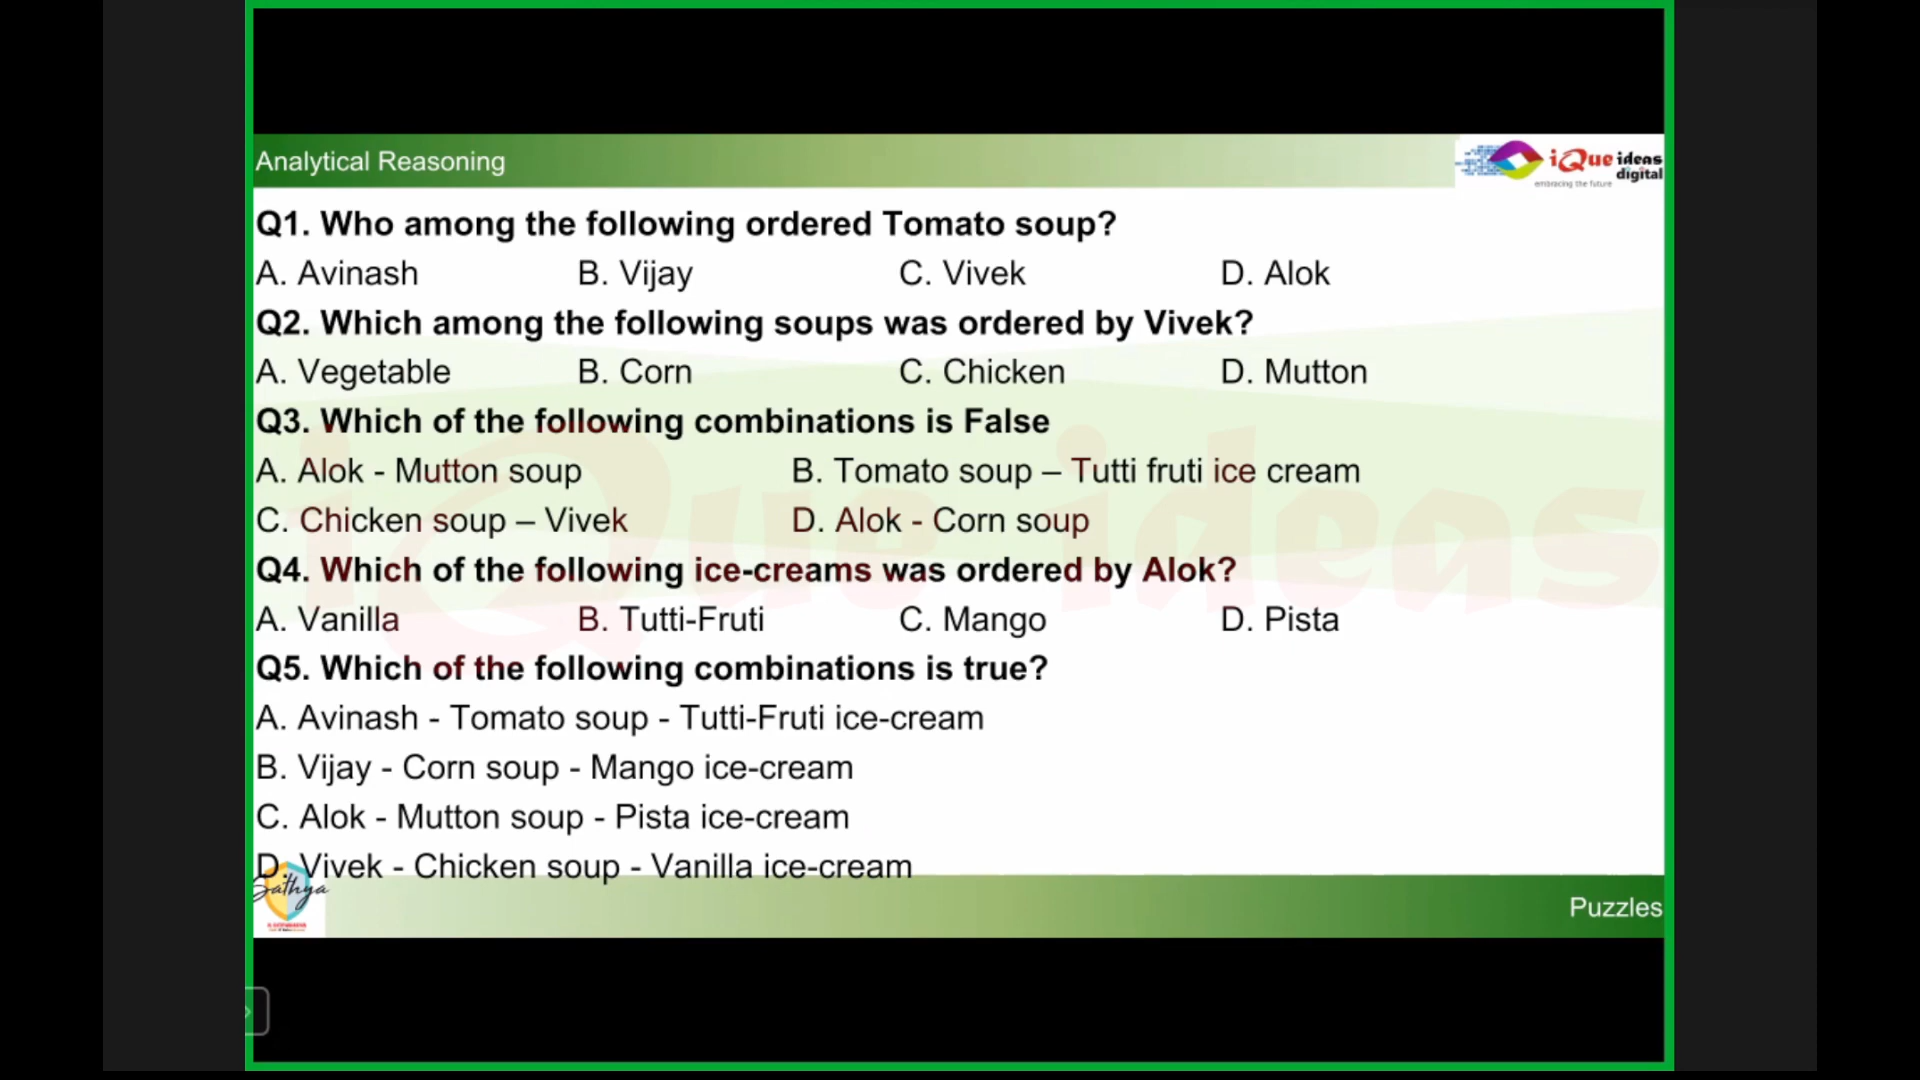 Analytical Reasoning
iQue ideas
digital
embracing the future
Q1. Who among the following ordered Tomato soup?
A. Avinash B. Vijay C. Vivek D. Alok
Q2. Which among the following soups was ordered by Vivek?
A. Vegetable B. Corn C. Chicken D. Mutton
Q3. Which of the following combinations is False
A. Alok - Mutton soup B. Tomato soup – Tutti fruti ice cream
C. Chicken soup – Vivek D. Alok - Corn soup
Q4. Which of the following ice-creams was ordered by Alok?
A. Vanilla B. Tutti-Fruti C. Mango D. Pista
Q5. Which of the following combinations is true?
A. Avinash - Tomato soup - Tutti-Fruti ice-cream
B. Vijay - Corn soup - Mango ice-cream
C. Alok - Mutton soup - Pista ice-cream
D. Vivek - Chicken soup - Vanilla ice-cream
iQue ideas
Sathya
Puzzles